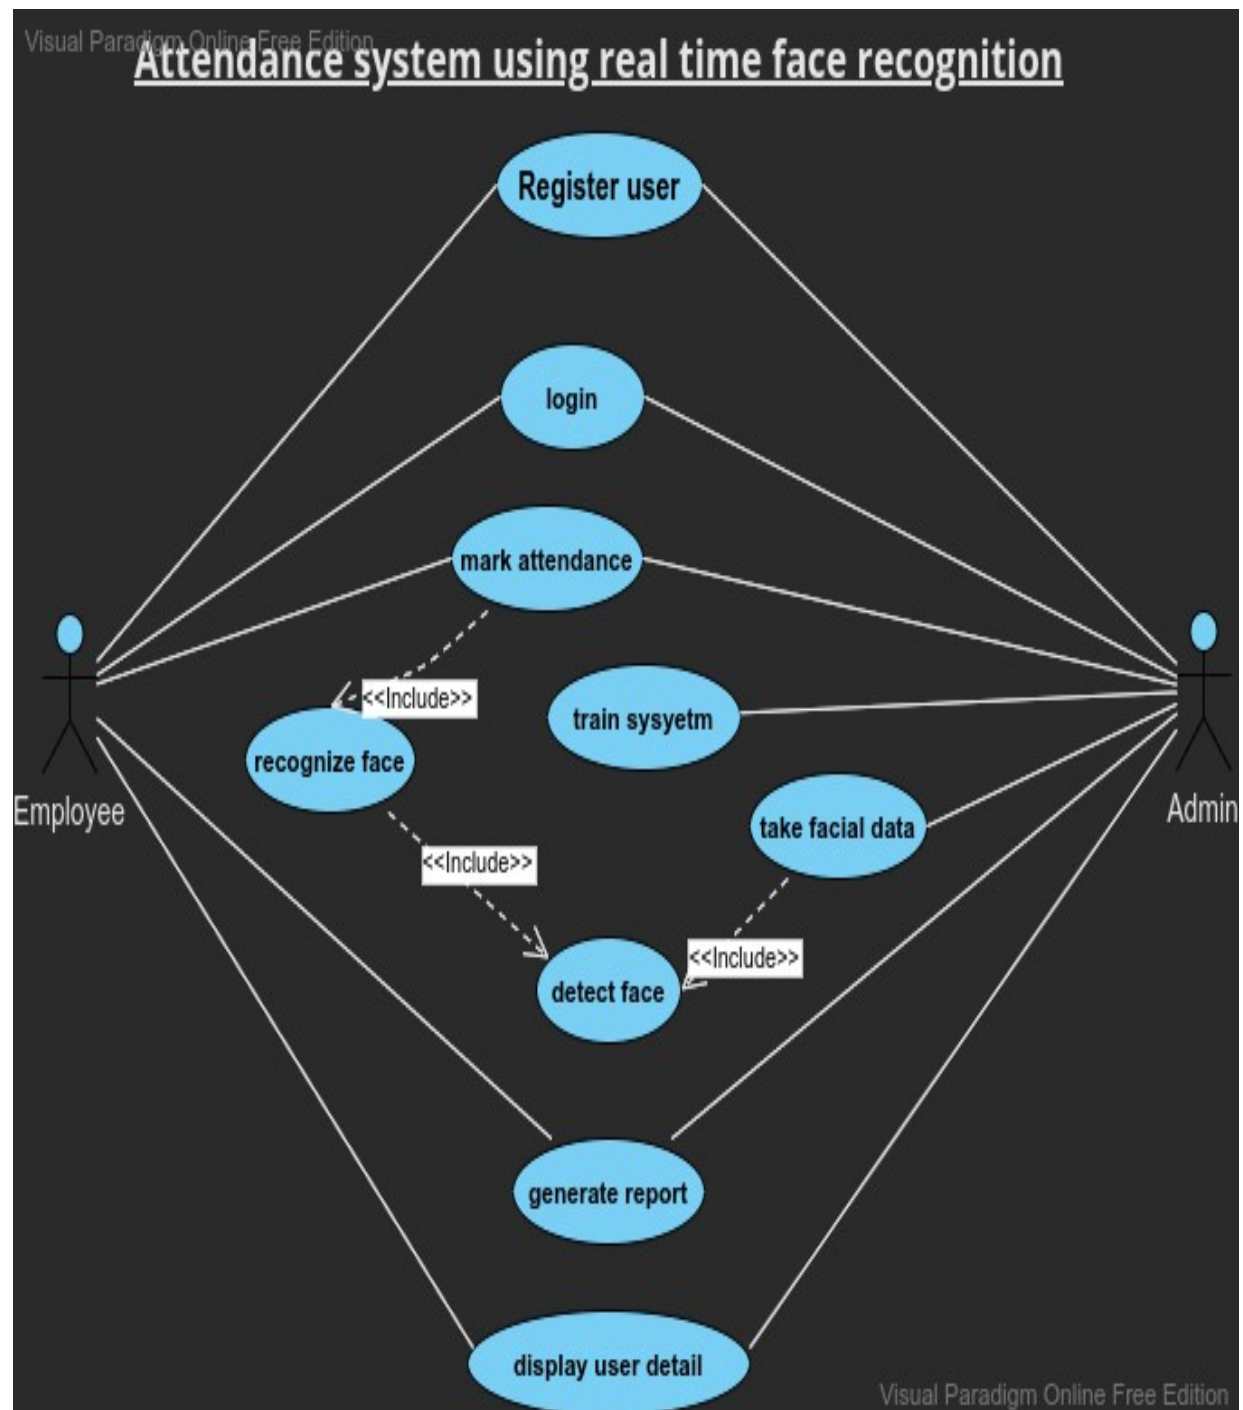 Visual Paradigm Online Free Edition
Attendance system using real time face recognition
Register user
login
mark attendance
<<Include>>
train sysyetm
recognize face
Employee
Admin
take facial data
<<Include>>
<<Include>>
detect face
generate report
display user detail
Visual Paradigm Online Free Edition